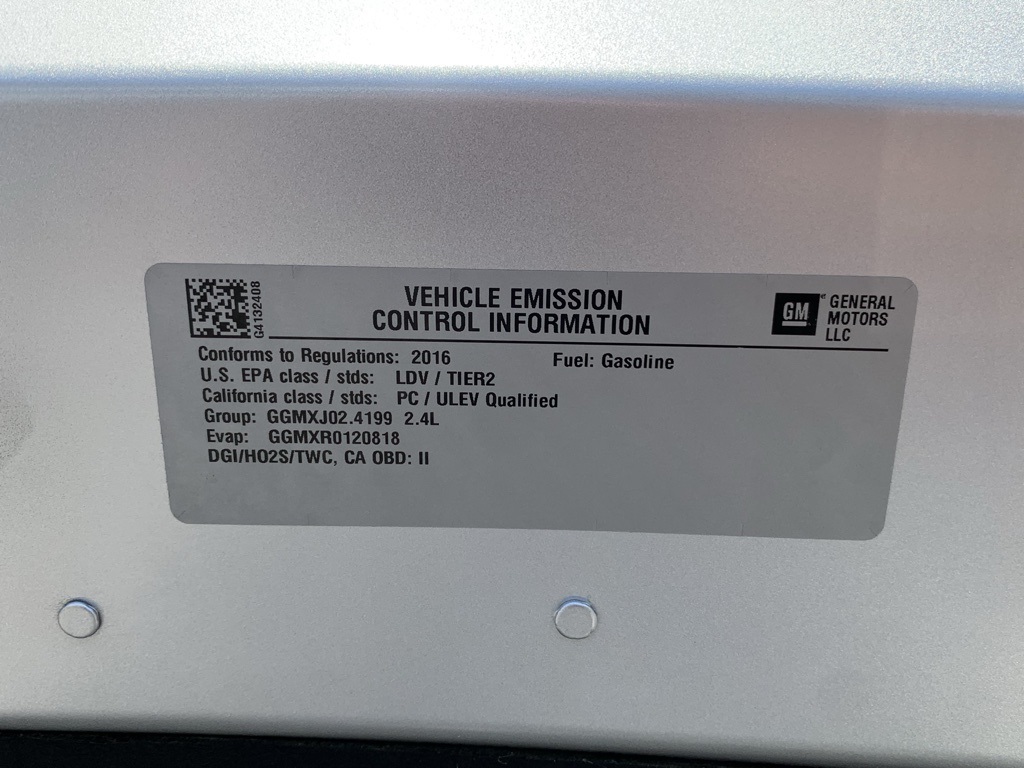 G4132408
VEHICLE EMISSION
CONTROL INFORMATION
GM
GENERAL
MOTORS
LLC
Conforms to Regulations: 2016 Fuel: Gasoline
U.S. EPA class / stds: LDV / TIER2
California class / stds: PC / ULEV Qualified
Group: GGMXJ02.4199 2.4L
Evap: GGMXR0120818
DGI/HO2S/TWC, CA OBD: II